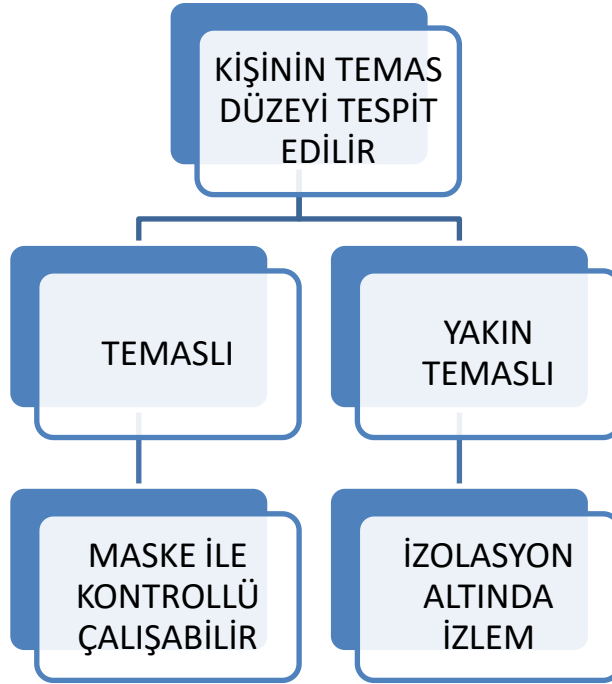 KİŞİNİN TEMAS
DÜZEYİ TESPİT
EDİLİR
TEMASLI
YAKIN
TEMASLI
MASKE İLE
KONTROLLÜ
ÇALIŞABİLİR
İZOLASYON
ALTINDA
İZLEM